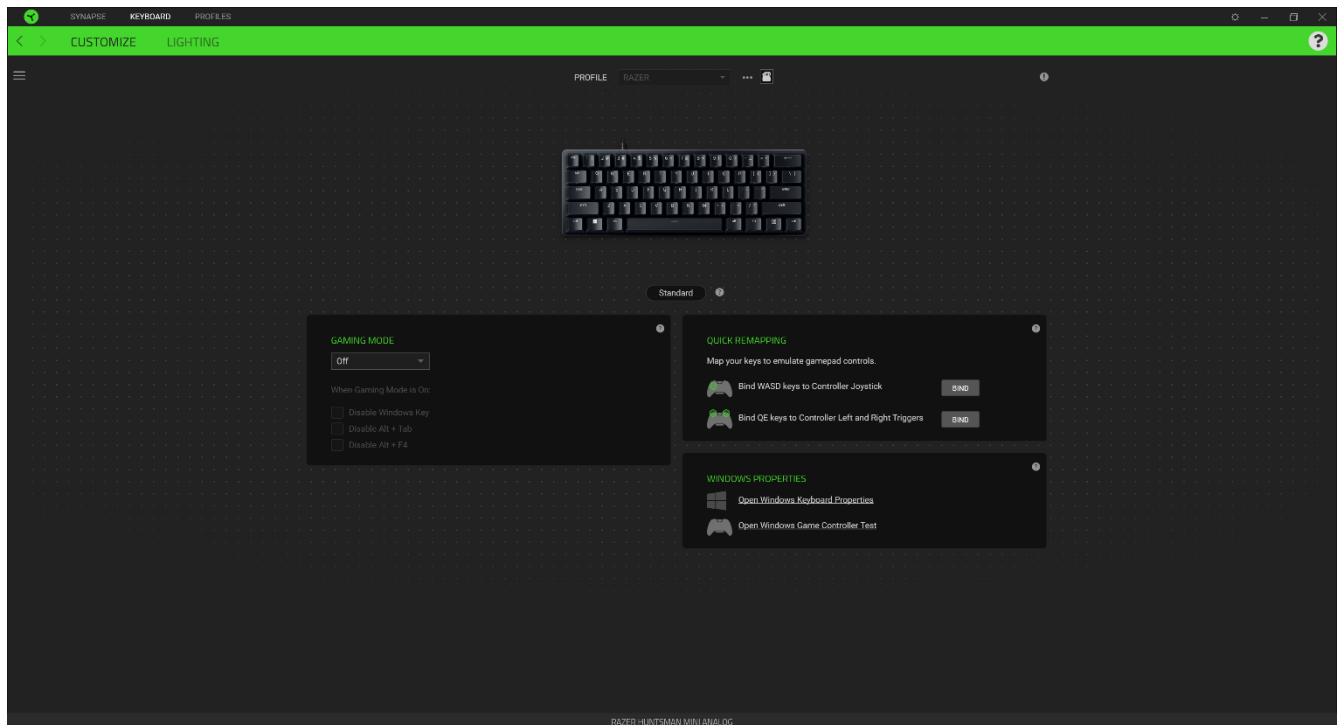 SYNAPSE KEYBOARD PROFILES
CUSTOMIZE LIGHTING
PROFILE RAZER
Standard
GAMING MODE
Off
When Gaming Mode is On:
Disable Windows Key
Disable Alt + Tab
Disable Alt + F4
QUICK REMAPPING
Map your keys to emulate gamepad controls.
Bind WASD keys to Controller Joystick BIND
Bind QE keys to Controller Left and Right Triggers BIND
WINDOWS PROPERTIES
Open Windows Keyboard Properties
Open Windows Game Controller Test
RAZER HUNTSMAN MINI ANALOG